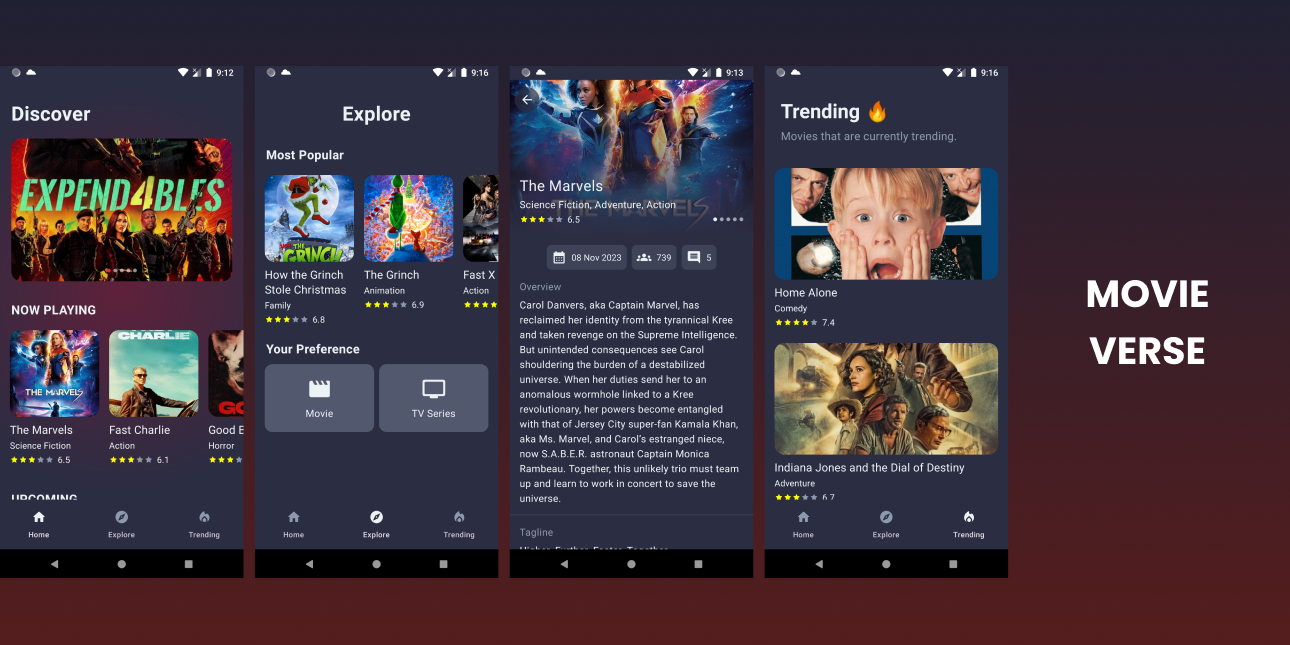 9:12
Discover
EXPEND4BLES
NOW PLAYING
CHARLIE
THE MARVELS
The Marvels
Science Fiction
6.5
Fast Charlie
Action
6.1
Good
Horror
UPCOMING
Home
Explore
Trending
9:16
Explore
Most Popular
THE GRINCH
How the Grinch
Stole Christmas
Family
6.8
The Grinch
Animation
6.9
Fast X
Action
Your Preference
Movie
TV Series
Home
Explore
Trending
9:13
THE MARVELS
The Marvels
Science Fiction, Adventure, Action
6.5
08 Nov 2023
739
5
Overview
Carol Danvers, aka Captain Marvel, has
reclaimed her identity from the tyrannical Kree
and taken revenge on the Supreme Intelligence.
But unintended consequences see Carol
shouldering the burden of a destabilized
universe. When her duties send her to an
anomalous wormhole linked to a Kree
revolutionary, her powers become entangled
with that of Jersey City super-fan Kamala Khan,
aka Ms. Marvel, and Carol's estranged niece,
now S.A.B.E.R. astronaut Captain Monica
Rambeau. Together, this unlikely trio must team
up and learn to work in concert to save the
universe.
Tagline
Higher. Further. Faster. Together.
9:16
Trending 🔥
Movies that are currently trending.
Home Alone
Comedy
7.4
Indiana Jones and the Dial of Destiny
Adventure
6.7
Home
Explore
Trending
MOVIE
VERSE